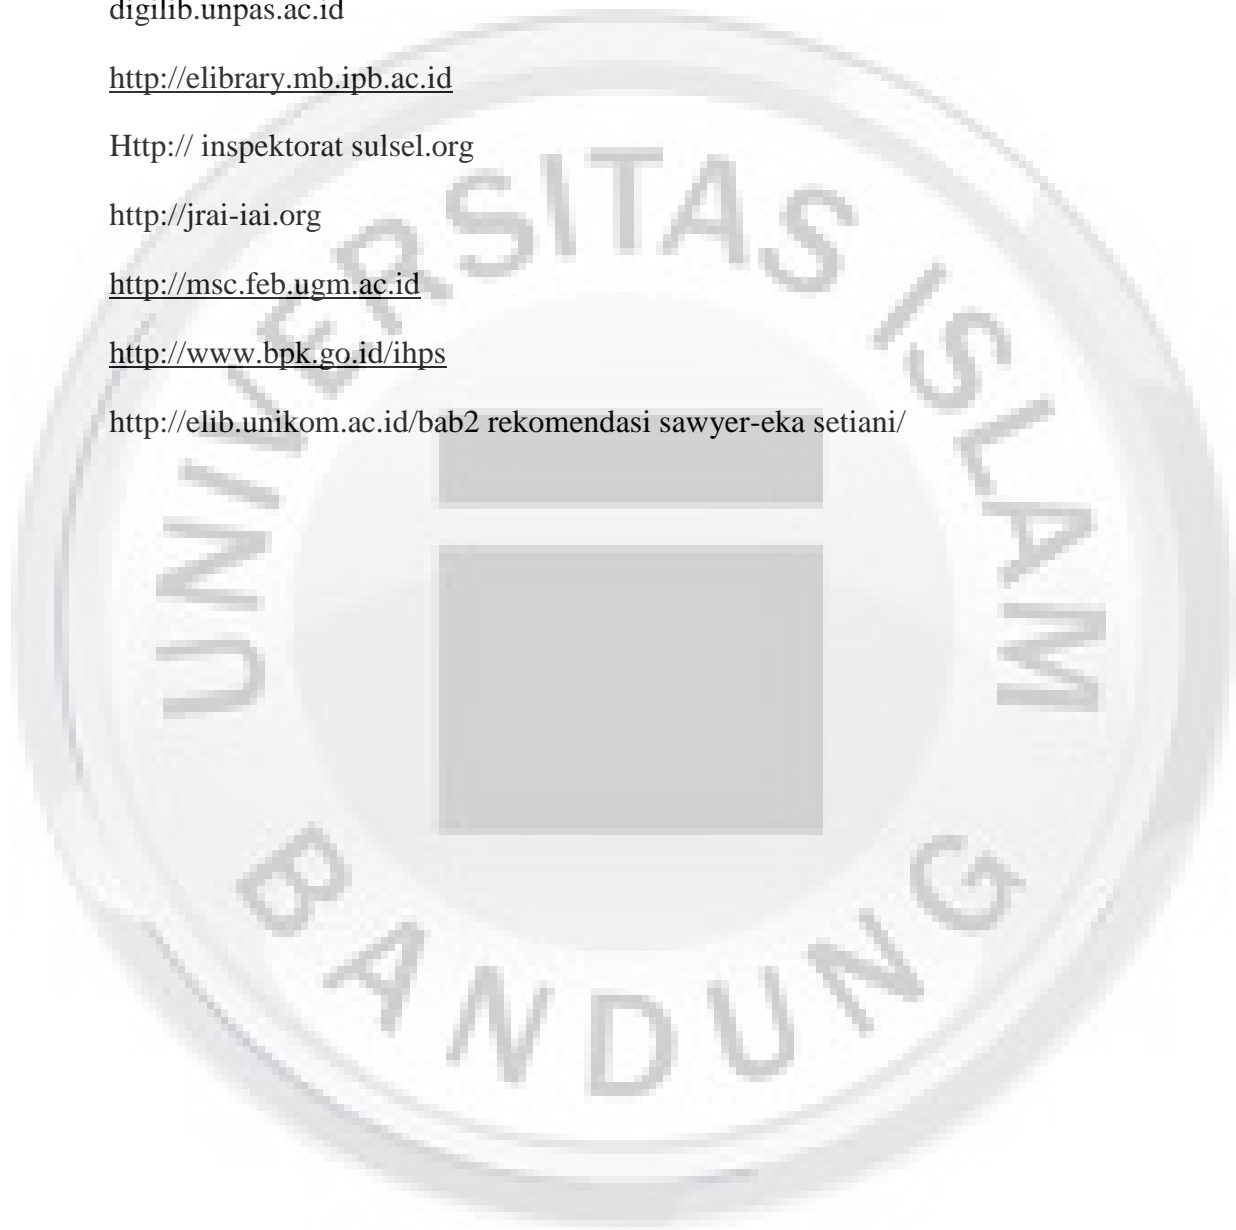 digilib.unpas.ac.id
http://elibrary.mb.ipb.ac.id
Http:// inspektorat sulsel.org
http://jrai-iai.org
http://msc.feb.ugm.ac.id
http://www.bpk.go.id/ihps
http://elib.unikom.ac.id/bab2 rekomendasi sawyer-eka setiani/
UNIVERSITAS ISLAM
BANDUNG